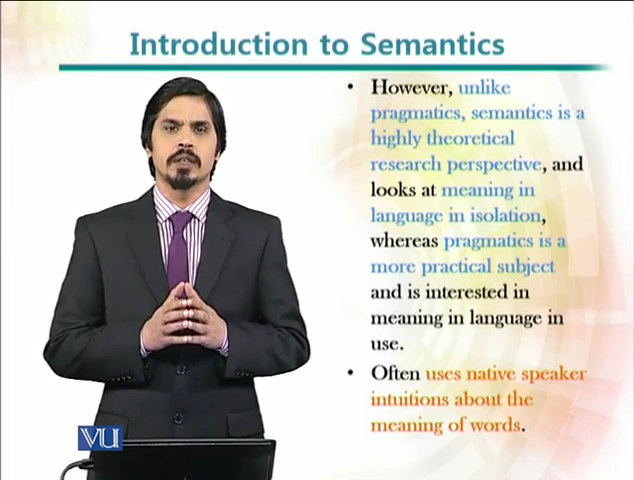 Introduction to Semantics
• However, unlike
pragmatics, semantics is a
highly theoretical
research perspective, and
looks at meaning in
language in isolation,
whereas pragmatics is a
more practical subject
and is interested in
meaning in language in
use.
• Often uses native speaker
intuitions about the
meaning of words.
VU